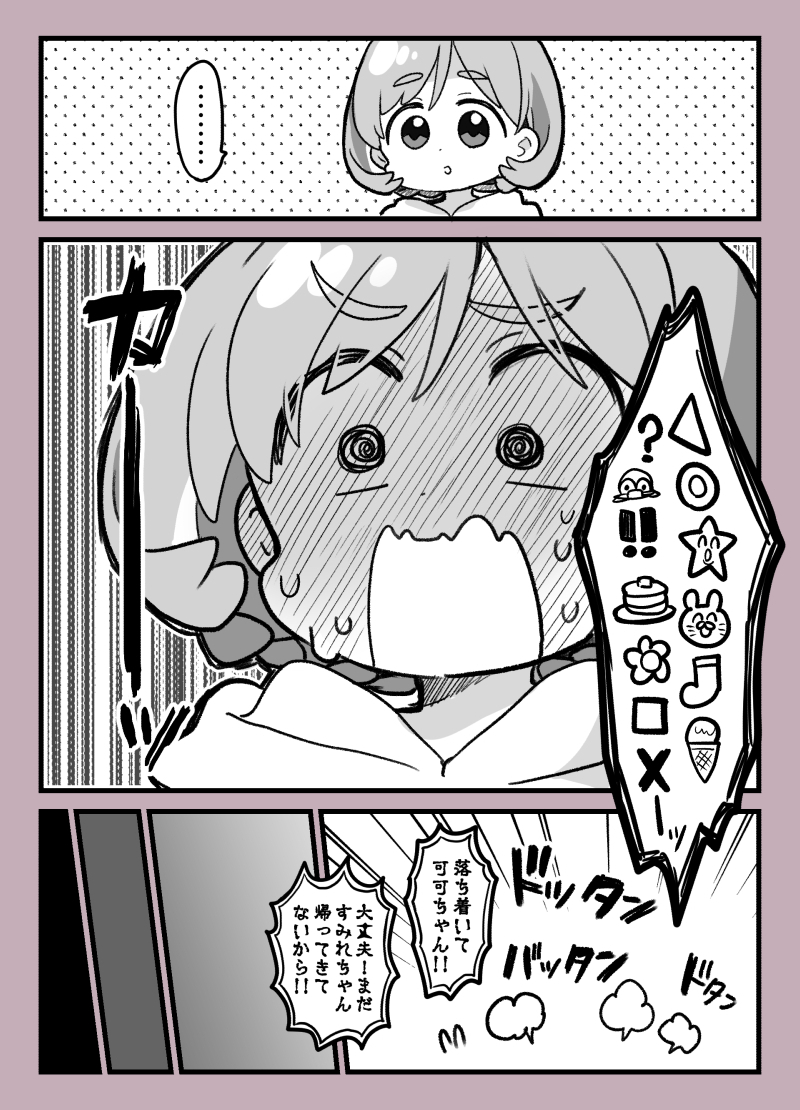 ………
カーッ
△◎☆🐰♪🍦
?🐧!!🥞❀□✕ーッ
落ち着いて
可可ちゃん!!
大丈夫!まだ
すみれちゃん
帰ってきて
ないから!!
ドッタン
バッタン
ドタン